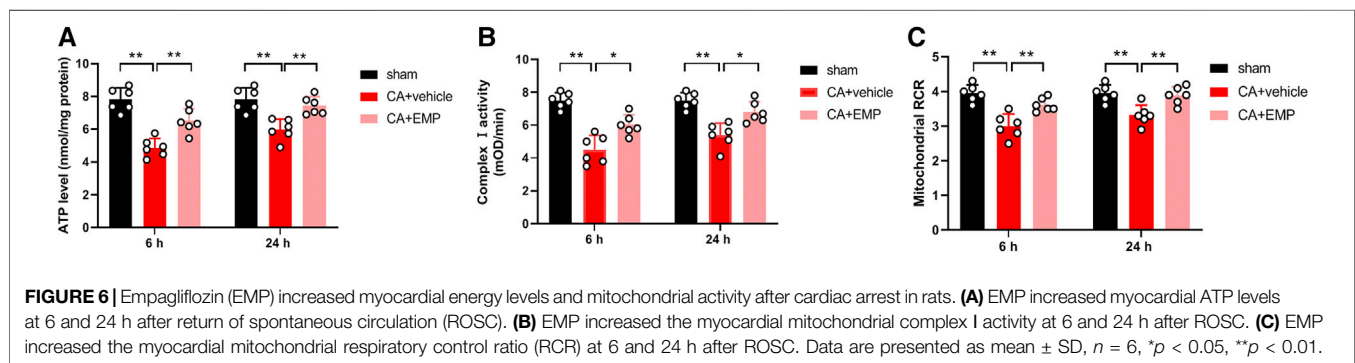 A
B
C
** ** ** **
** * ** *
** ** ** **
sham
CA+vehicle
CA+EMP
sham
CA+vehicle
CA+EMP
sham
CA+vehicle
CA+EMP
ATP level (nmo/mg protein)
10
8
6
4
2
0
6 h 24 h
Complex I activity
(mOD/min)
10
8
6
4
2
0
6 h 24 h
Mitochondrial RCR
5
4
3
2
1
0
6 h 24 h
FIGURE 6 | Empagliflozin (EMP) increased myocardial energy levels and mitochondrial activity after cardiac arrest in rats. (A) EMP increased myocardial ATP levels
at 6 and 24 h after return of spontaneous circulation (ROSC). (B) EMP increased the myocardial mitochondrial complex I activity at 6 and 24 h after ROSC. (C) EMP
increased the myocardial mitochondrial respiratory control ratio (RCR) at 6 and 24 h after ROSC. Data are presented as mean ± SD, n = 6, *p < 0.05, **p < 0.01.